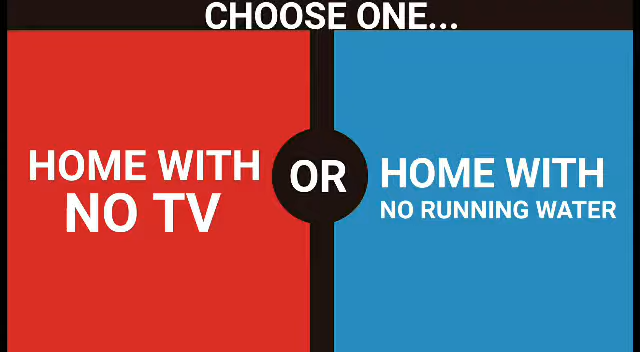 CHOOSE ONE...
HOME WITH
NO TV
OR
HOME WITH
NO RUNNING WATER